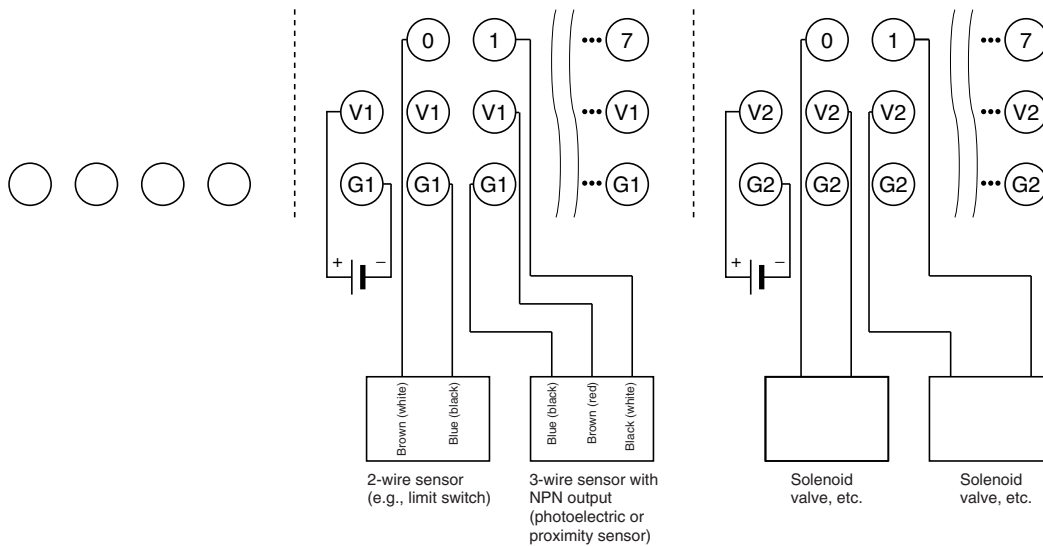 0 1 ••• 7
V1 V1 V1 ••• V1
G1 G1 G1 ••• G1
+ −
Brown (white)
Blue (black)
Blue (black)
Brown (red)
Black (white)
2-wire sensor
(e.g., limit switch)
3-wire sensor with
NPN output
(photoelectric or
proximity sensor)
0 1 ••• 7
V2 V2 V2 ••• V2
G2 G2 G2 ••• G2
+ −
Solenoid
valve, etc.
Solenoid
valve, etc.